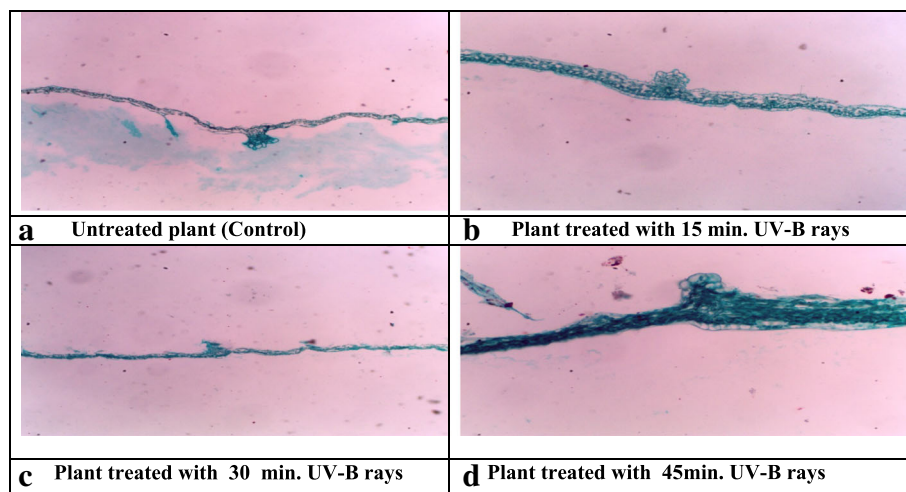 a Untreated plant (Control)
b Plant treated with 15 min. UV-B rays
c Plant treated with 30 min. UV-B rays
d Plant treated with 45min. UV-B rays